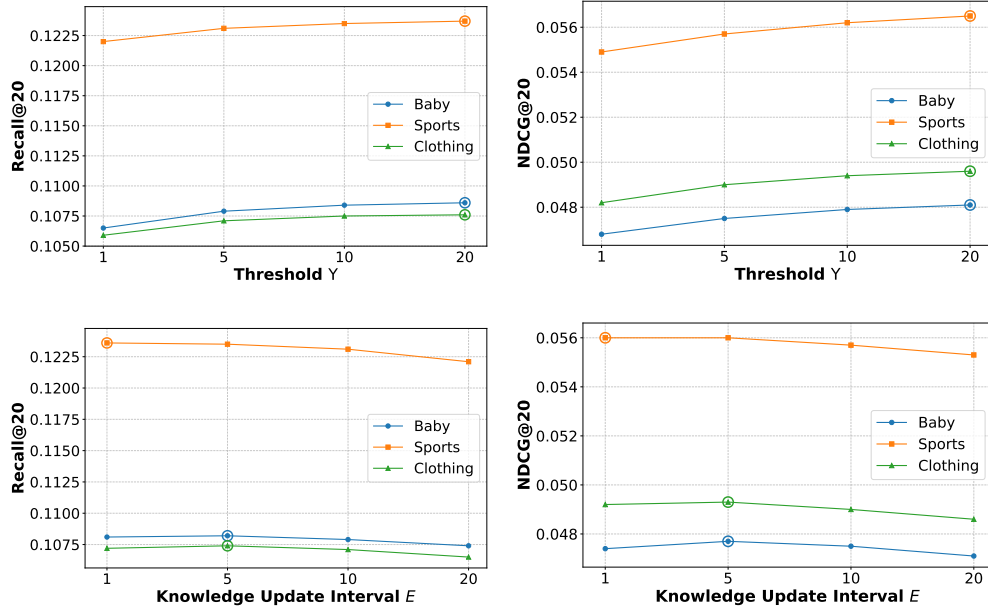 Recall@20
0.1225
0.1200
0.1175
0.1150
0.1125
0.1100
0.1075
0.1050
Baby
Sports
Clothing
1 5 10 20
Threshold Υ
NDCG@20
0.056
0.054
0.052
0.050
0.048
Baby
Sports
Clothing
1 5 10 20
Threshold Υ
Recall@20
0.1225
0.1200
0.1175
0.1150
0.1125
0.1100
0.1075
Baby
Sports
Clothing
1 5 10 20
Knowledge Update Interval E
NDCG@20
0.056
0.054
0.052
0.050
0.048
Baby
Sports
Clothing
1 5 10 20
Knowledge Update Interval E